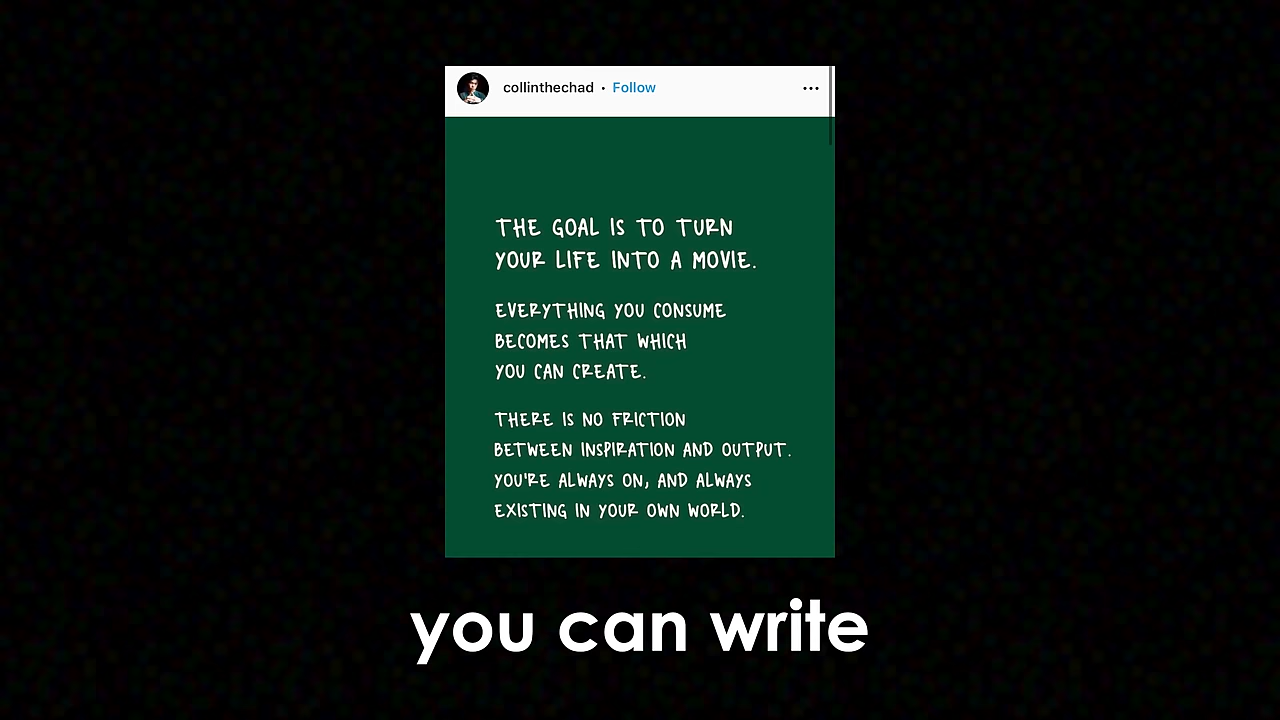 collinthechad • Follow
THE GOAL IS TO TURN
YOUR LIFE INTO A MOVIE.
EVERYTHING YOU CONSUME
BECOMES THAT WHICH
YOU CAN CREATE.
THERE IS NO FRICTION
BETWEEN INSPIRATION AND OUTPUT.
YOU'RE ALWAYS ON, AND ALWAYS
EXISTING IN YOUR OWN WORLD.
you can write